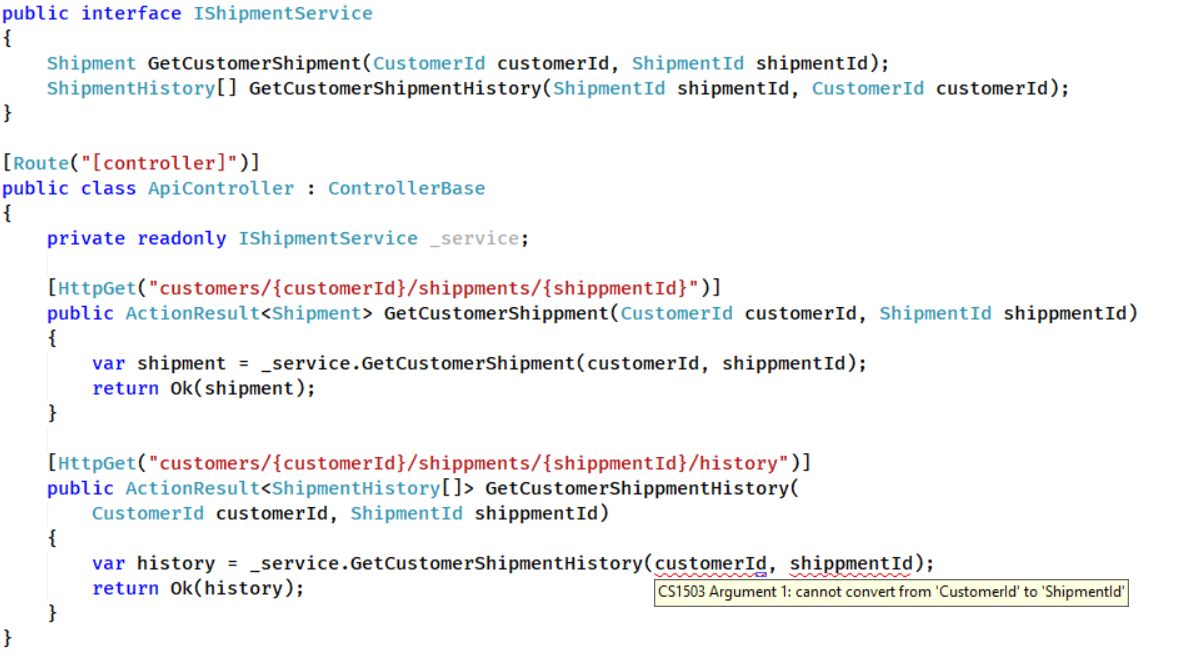 public interface IShipmentService
{
    Shipment GetCustomerShipment(CustomerId customerId, ShipmentId shipmentId);
    ShipmentHistory[] GetCustomerShipmentHistory(ShipmentId shipmentId, CustomerId customerId);
}

[Route("[controller]")]
public class ApiController : ControllerBase
{
    private readonly IShipmentService _service;

    [HttpGet("customers/{customerId}/shippments/{shippmentId}")]
    public ActionResult<Shipment> GetCustomerShippment(CustomerId customerId, ShipmentId shippmentId)
    {
        var shipment = _service.GetCustomerShipment(customerId, shippmentId);
        return Ok(shipment);
    }

    [HttpGet("customers/{customerId}/shippments/{shippmentId}/history")]
    public ActionResult<ShipmentHistory[]> GetCustomerShippmentHistory(
        CustomerId customerId, ShipmentId shippmentId)
    {
        var history = _service.GetCustomerShipmentHistory(customerId, shippmentId);
        return Ok(history);
CS1503 Argument 1: cannot convert from 'CustomerId' to 'ShipmentId'
    }
}